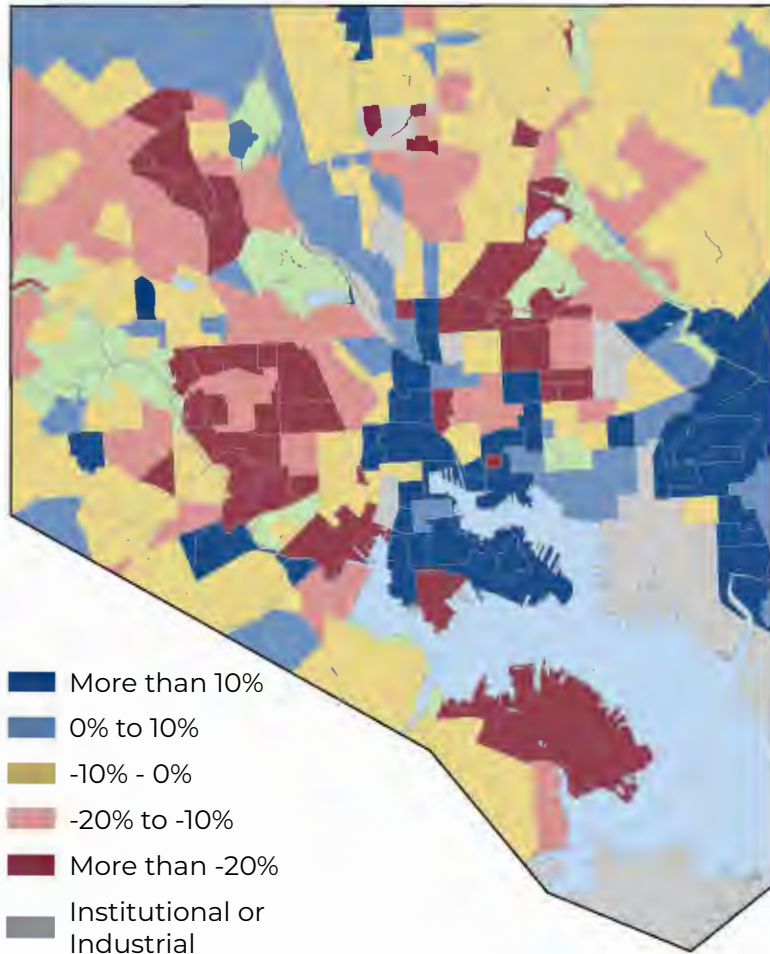 More than 10%
0% to 10%
-10% - 0%
-20% to -10%
More than -20%
Institutional or
Industrial